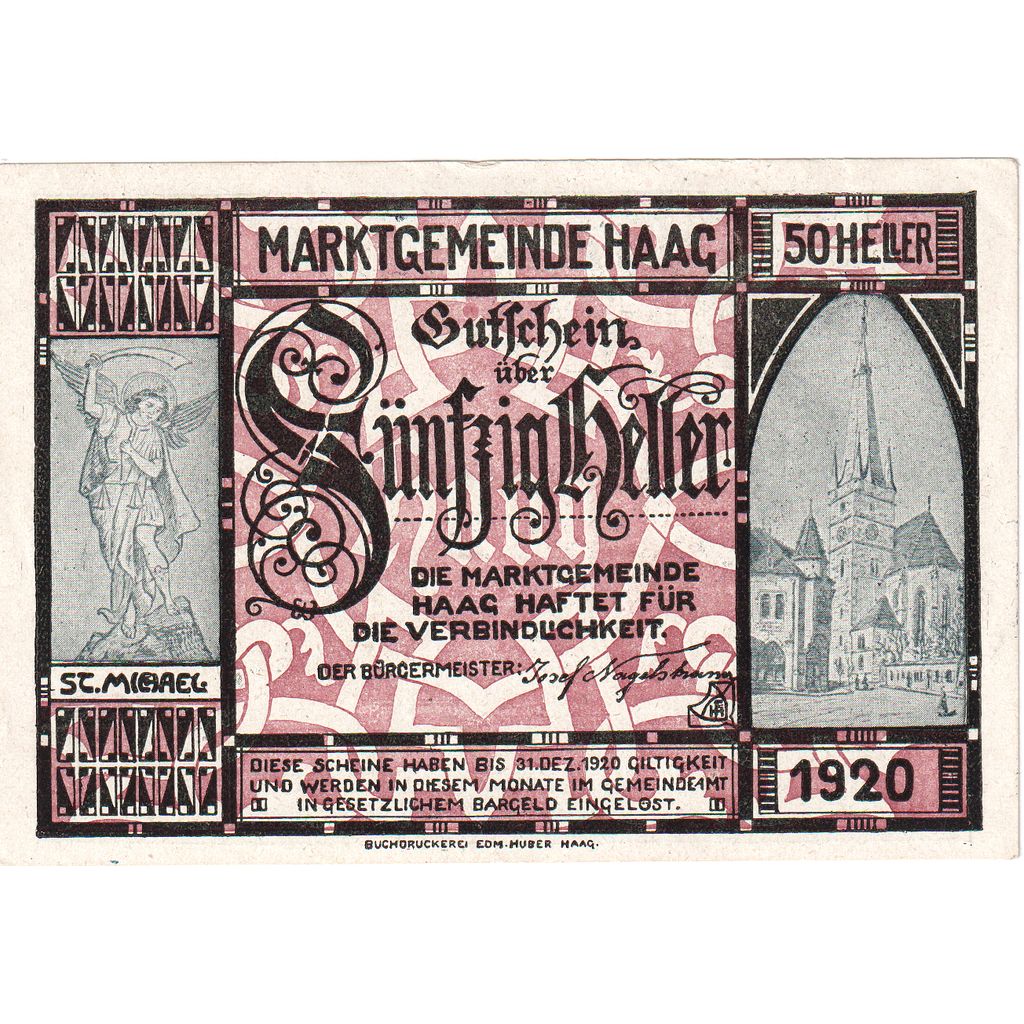 MARKTGEMEINDE HAAG
50 HELLER
Gutschein
über
Fünfzig Heller
DIE MARKTGEMEINDE
HAAG HAFTET FÜR
DIE VERBINDLICHKEIT.
DER BÜRGERMEISTER:
Josef
ST. MICHAEL
DIESE SCHEINE HABEN BIS 31. DEZ. 1920 GILTIGKEIT
UND WERDEN IN DIESEM MONATE IM GEMEINDEAMT
IN GESETZLICHEM BARGELD EINGELÖST.
1920
BUCHDRUCKEREI EDM. HUBER HAAG.